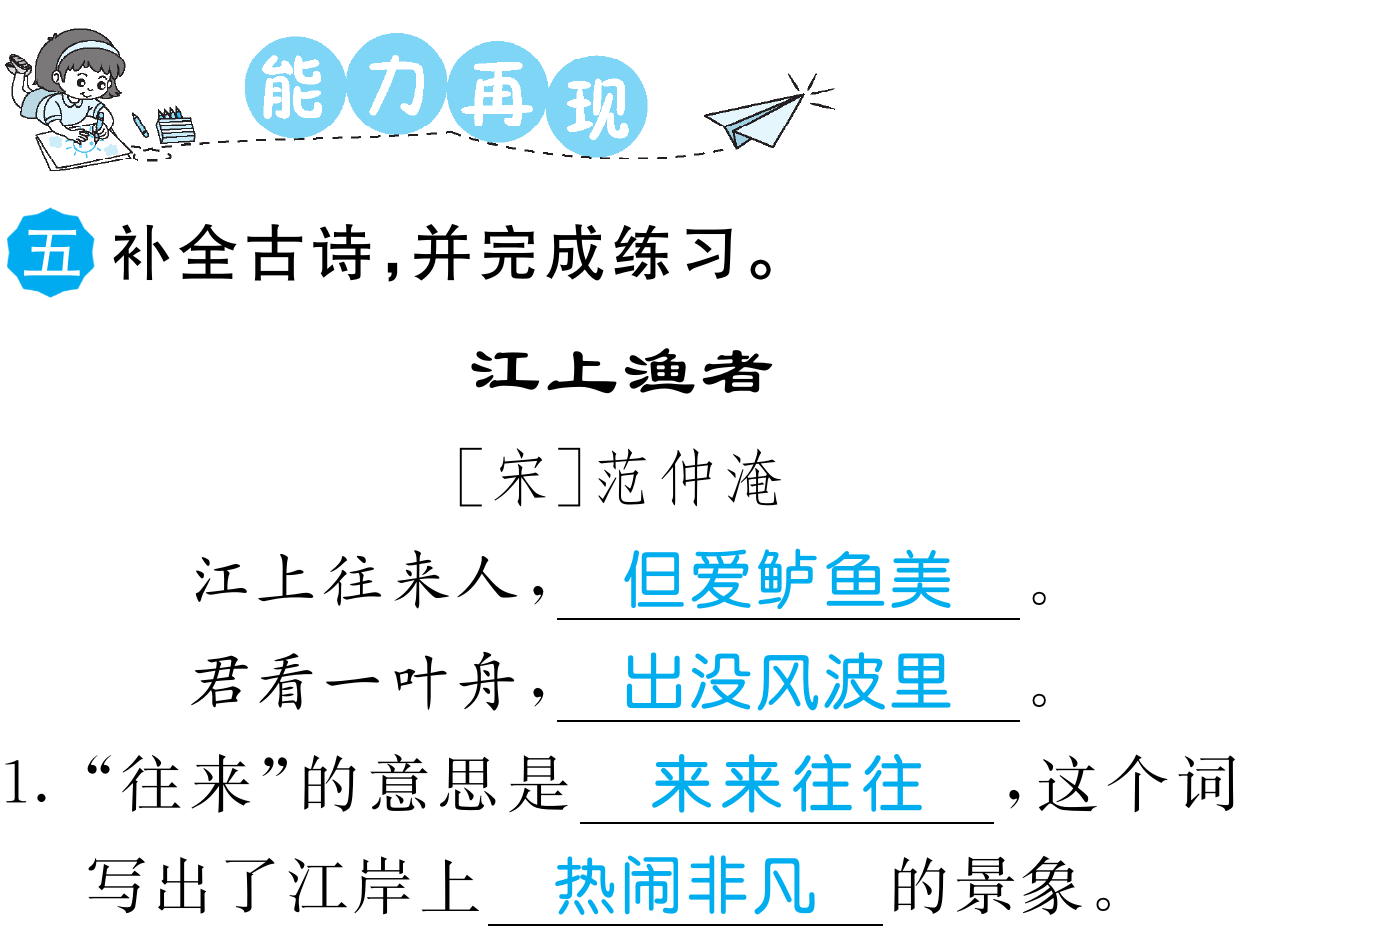 能力再现
五 补全古诗,并完成练习。
江上渔者
[宋]范仲淹
江上往来人,但爱鲈鱼美。
君看一叶舟,出没风波里。
1.“往来”的意思是来来往往,这个词
写出了江岸上热闹非凡的景象。